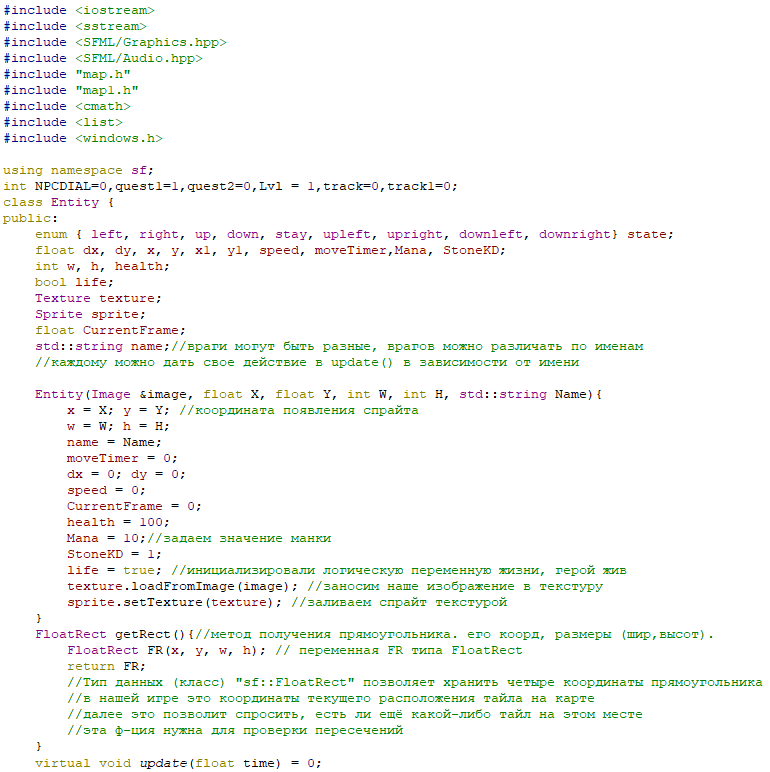 #include <iostream>
#include <sstream>
#include <SFML/Graphics.hpp>
#include <SFML/Audio.hpp>
#include "map.h"
#include "map1.h"
#include <cmath>
#include <list>
#include <windows.h>

using namespace sf;
int NPCDIAL=0,quest1=1,quest2=0,Lvl = 1,track=0,track1=0;
class Entity {
public:
    enum { left, right, up, down, stay, upleft, upright, downleft, downright} state;
    float dx, dy, x, y, x1, y1, speed, moveTimer,Mana, StoneKD;
    int w, h, health;
    bool life;
    Texture texture;
    Sprite sprite;
    float CurrentFrame;
    std::string name;//враги могут быть разные, врагов можно различать по именам
    //каждому можно дать свое действие в update() в зависимости от имени

    Entity(Image &image, float X, float Y, int W, int H, std::string Name){
        x = X; y = Y; //координата появления спрайта
        w = W; h = H;
        name = Name;
        moveTimer = 0;
        dx = 0; dy = 0;
        speed = 0;
        CurrentFrame = 0;
        health = 100;
        Mana = 10;//задаем значение манки
        StoneKD = 1;
        life = true; //инициализировали логическую переменную жизни, герой жив
        texture.loadFromImage(image); //заносим наше изображение в текстуру
        sprite.setTexture(texture); //заливаем спрайт текстурой
    }
    FloatRect getRect(){//метод получения прямоугольника. его коорд, размеры (шир,высот).
        FloatRect FR(x, y, w, h); // переменная FR типа FloatRect
        return FR;
        //Тип данных (класс) "sf::FloatRect" позволяет хранить четыре координаты прямоугольника
        //в нашей игре это координаты текущего расположения тайла на карте
        //далее это позволит спросить, есть ли ещё какой-либо тайл на этом месте
        //эта ф-ция нужна для проверки пересечений
    }
    virtual void update(float time) = 0;